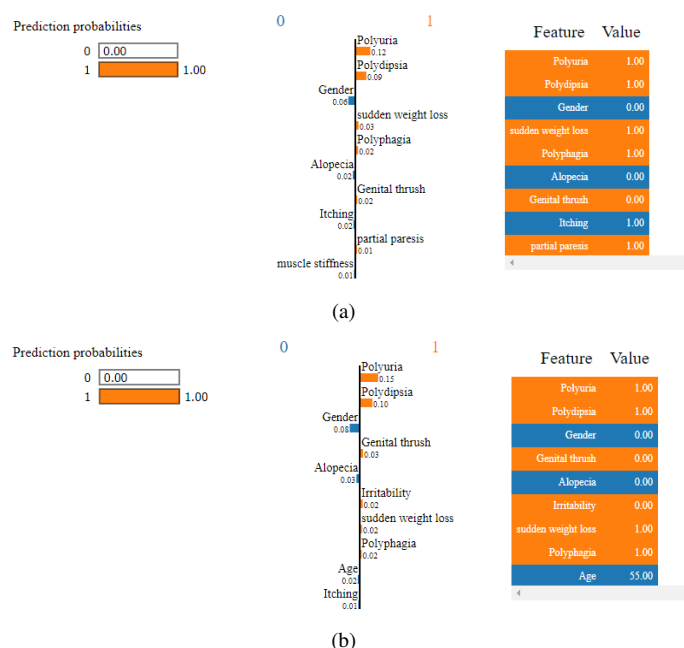 Prediction probabilities
0 0.00
1 1.00
0 1
Polyuria
0.12
Polydipsia
0.09
Gender
0.06
sudden weight loss
0.03
Polyphagia
0.02
Alopecia
0.02
Genital thrush
0.02
Itching
0.02
partial paresis
0.01
muscle stiffness
0.01
Feature Value
Polyuria 1.00
Polydipsia 1.00
Gender 0.00
sudden weight loss 1.00
Polyphagia 1.00
Alopecia 0.00
Genital thrush 0.00
Itching 1.00
partial paresis 1.00
(a)
Prediction probabilities
0 0.00
1 1.00
0 1
Polyuria
0.15
Polydipsia
0.10
Gender
0.08
Genital thrush
0.03
Alopecia
0.03
Irritability
0.02
sudden weight loss
0.02
Polyphagia
0.02
Age
0.02
Itching
0.01
Feature Value
Polyuria 1.00
Polydipsia 1.00
Gender 0.00
Genital thrush 0.00
Alopecia 0.00
Irritability 0.00
sudden weight loss 1.00
Polyphagia 1.00
Age 55.00
(b)